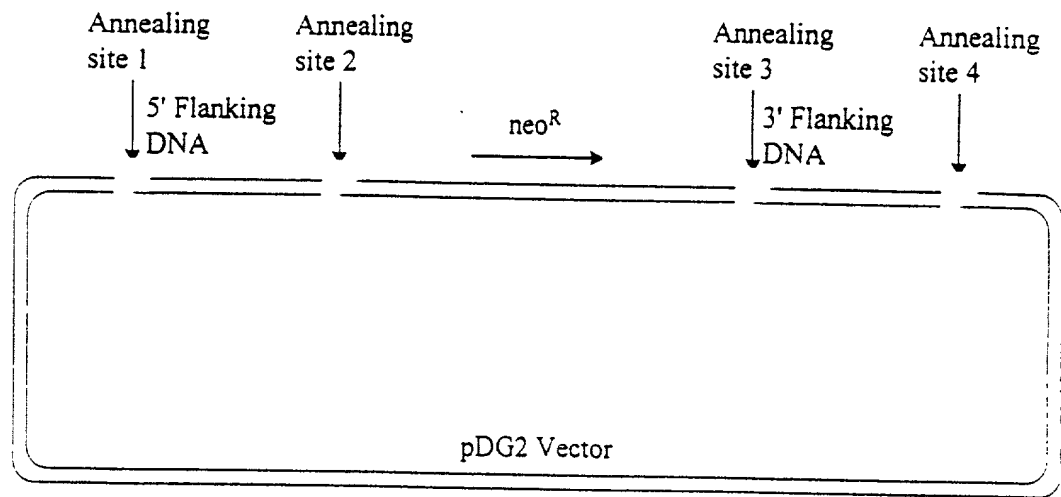 Annealing
site 1
Annealing
site 2
Annealing
site 3
Annealing
site 4
5' Flanking
DNA
neoR
3' Flanking
DNA
pDG2 Vector